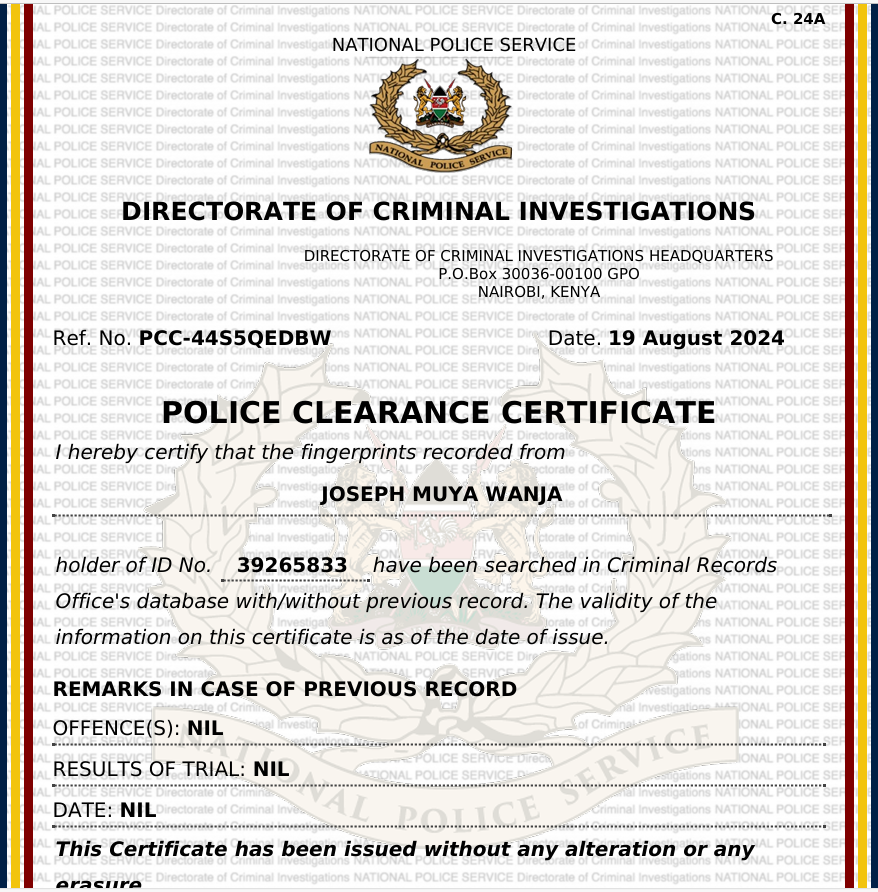 C. 24A
NATIONAL POLICE SERVICE
NATIONAL POLICE SERVICE
DIRECTORATE OF CRIMINAL INVESTIGATIONS
DIRECTORATE OF CRIMINAL INVESTIGATIONS HEADQUARTERS
P.O.Box 30036-00100 GPO
NAIROBI, KENYA
Ref. No. PCC-44S5QEDBW Date. 19 August 2024
POLICE CLEARANCE CERTIFICATE
I hereby certify that the fingerprints recorded from
JOSEPH MUYA WANJA
holder of ID No. 39265833 have been searched in Criminal Records
Office's database with/without previous record. The validity of the
information on this certificate is as of the date of issue.
REMARKS IN CASE OF PREVIOUS RECORD
OFFENCE(S): NIL
RESULTS OF TRIAL: NIL
DATE: NIL
NATIONAL POLICE SERVICE
This Certificate has been issued without any alteration or any
erasure